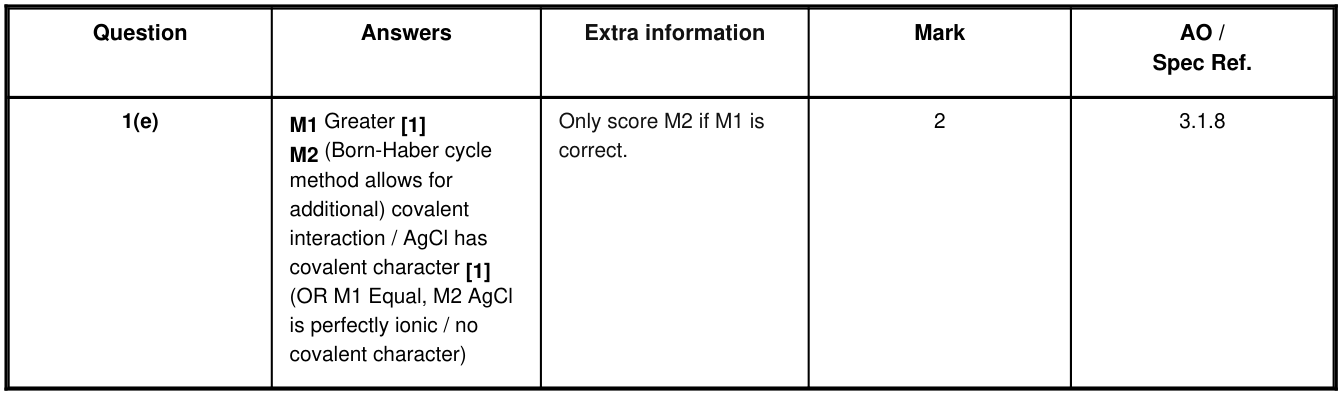 Question Answers Extra information Mark AO /
Spec Ref.
1(e) M1 Greater [1] Only score M2 if M1 is 2 3.1.8
M2 (Born-Haber cycle correct.
method allows for
additional) covalent
interaction / AgCl has
covalent character [1]
(OR M1 Equal, M2 AgCl
is perfectly ionic / no
covalent character)